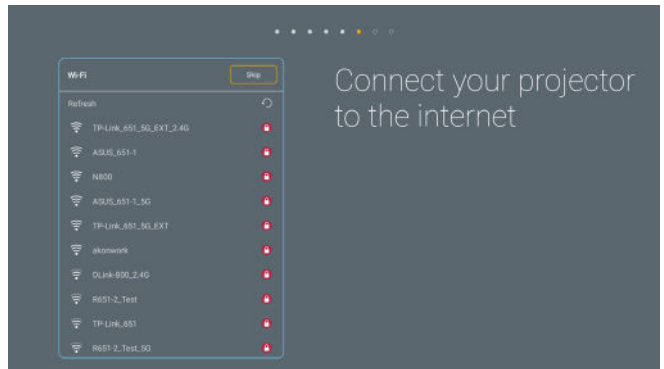 Wi-Fi
Skip
Refresh
TP-Link_651_5G_EXT_2.4G
ASUS_651-1
N800
ASUS_651-1_5G
TP-Link_651_5G_EXT
akonwork
DLink-800_2.4G
R651-2_Test
TP-Link_651
R651-2_Test_5G
Connect your projector
to the internet